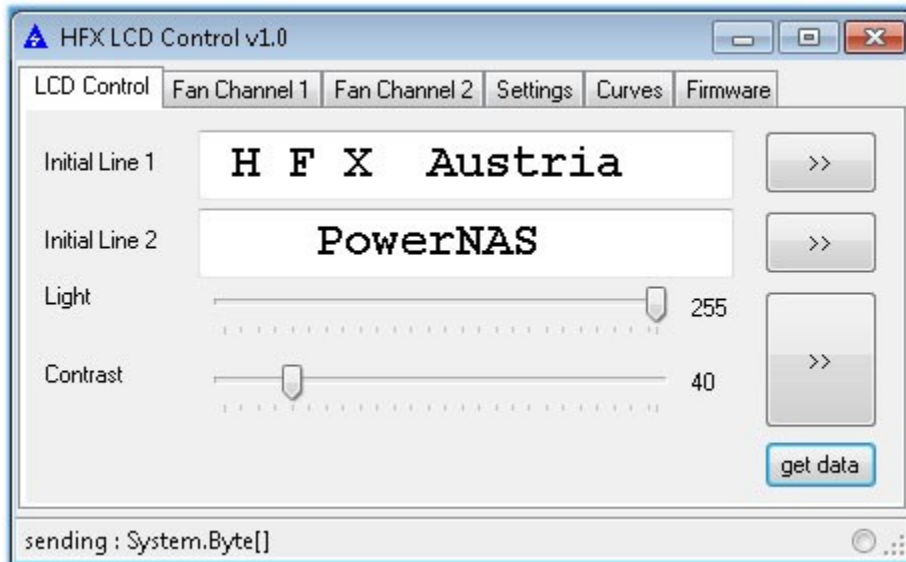 HFX LCD Control v1.0
LCD Control Fan Channel 1 Fan Channel 2 Settings Curves Firmware
Initial Line 1 H F X Austria >>
Initial Line 2 PowerNAS >>
Light 255
>>
Contrast 40
get data
sending : System.Byte[]